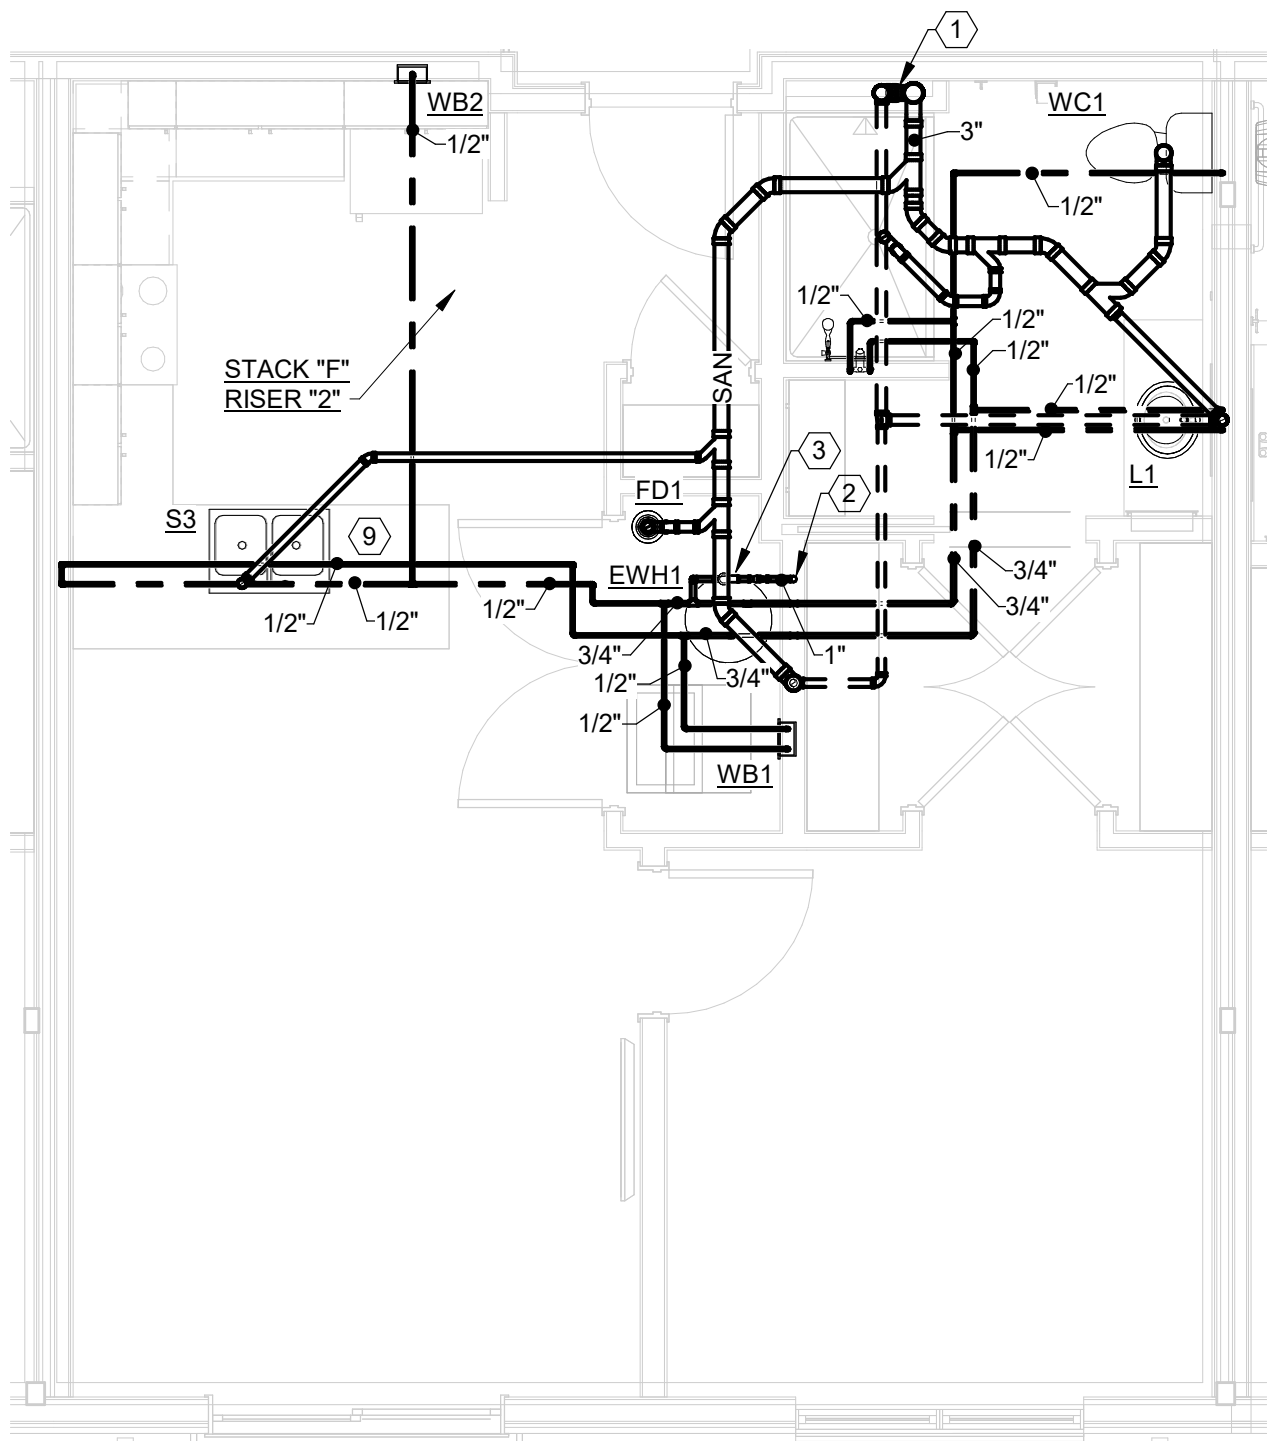 1
WB2
WC1
1/2"
3"
1/2"
1/2"
1/2"
STACK "F"
RISER "2"
1/2"
SAN
1/2"
3
1/2"
FD1
2
L1
S3
9
3/4"
EWH1
1/2"
1/2"
1/2"
3/4"
3/4"
1"
1/2"
3/4"
1/2"
WB1